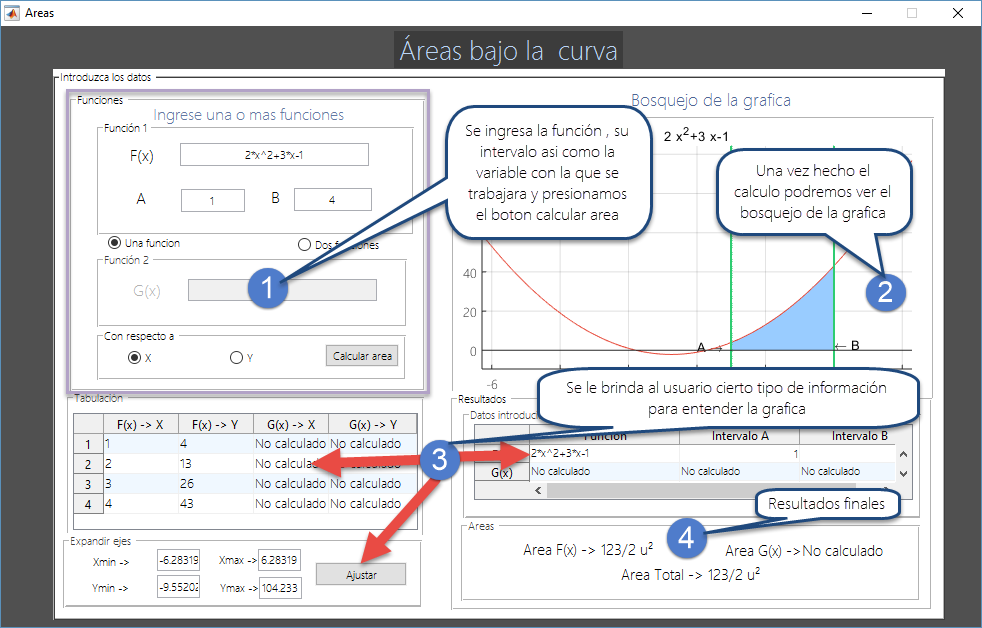 Areas
Áreas bajo la curva
Introduzca los datos
Funciones
Ingrese una o mas funciones
Función 1
F(x)
2*x^2+3*x-1
A
1
B
4
Una funcion
Función 2
G(x)
Con respecto a
X
Y
Calcular area
1
Se ingresa la función , su
intervalo asi como la
variable con la que se
trabajara y presionamos
el boton calcular area
Bosquejo de la grafica
2 x²+3 x-1
Una vez hecho el
calculo podremos ver el
bosquejo de la grafica
2
40
20
0
-6
A
B
Tabulacion
F(x) -> X F(x) -> Y G(x) -> X G(x) -> Y
1 1 4 No calculado No calculado
2 2 13 No calculado No calculado
3 3 26 No calculado No calculado
4 4 43 No calculado No calculado
3
Expandir ejes
Xmin -> -6.28319 Xmax -> 6.28319
Ymin -> -9.55202 Ymax -> 104.233
Ajustar
Se le brinda al usuario cierto tipo de información
para entender la grafica
Resultados
Datos
Funcion Intervalo A Intervalo B
2*x^2+3*x-1 1
G(x) No calculado No calculado No calculado
Resultados finales
4
Areas
Area F(x) -> 123/2 u² Area G(x) ->No calculado
Area Total -> 123/2 u²